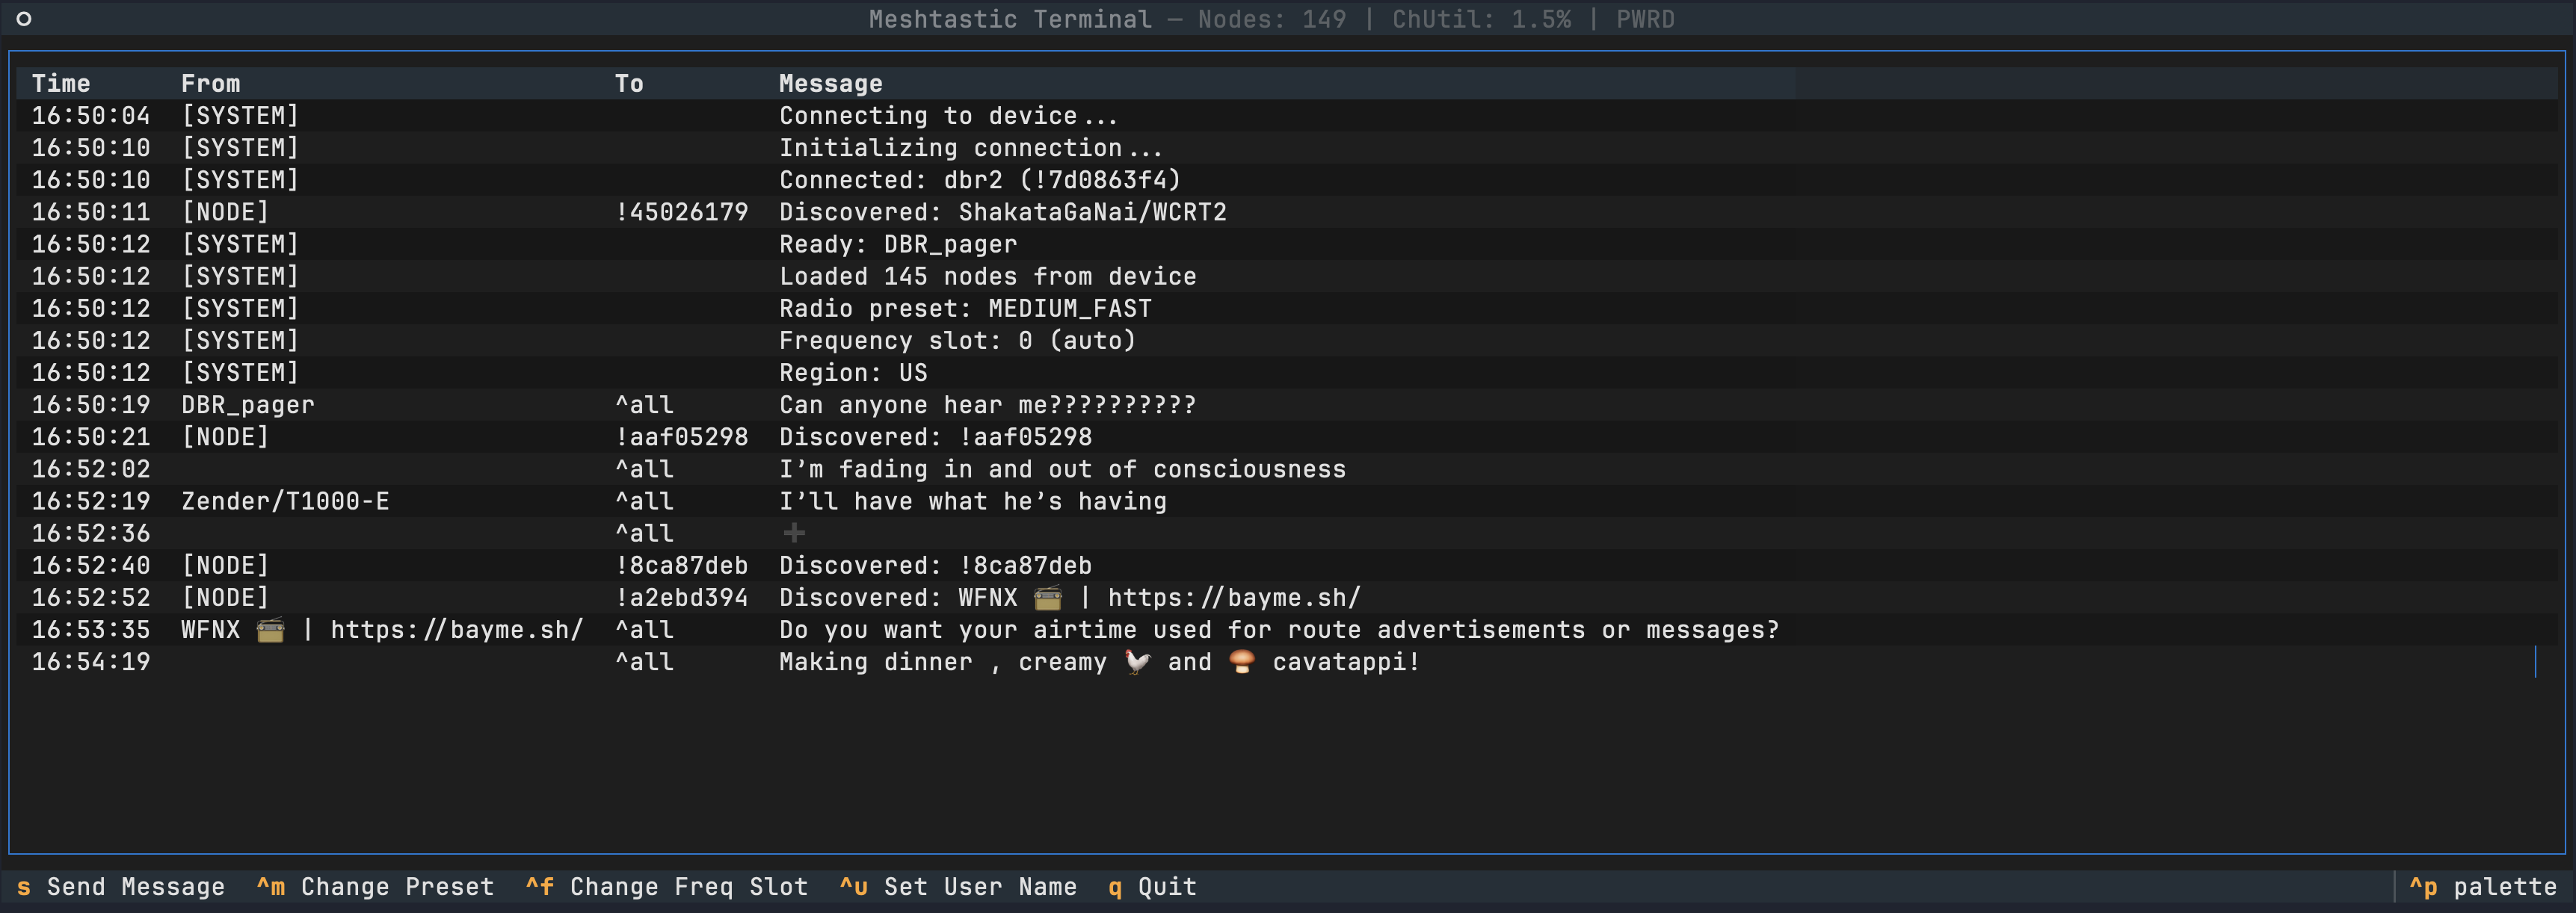 Meshtastic Terminal — Nodes: 149 | ChUtil: 1.5% | PWRD
Time From To Message
16:50:04 [SYSTEM] Connecting to device...
16:50:10 [SYSTEM] Initializing connection...
16:50:10 [SYSTEM] Connected: dbr2 (!7d0863f4)
16:50:11 [NODE] !45026179 Discovered: ShakataGaNai/WCRT2
16:50:12 [SYSTEM] Ready: DBR_pager
16:50:12 [SYSTEM] Loaded 145 nodes from device
16:50:12 [SYSTEM] Radio preset: MEDIUM_FAST
16:50:12 [SYSTEM] Frequency slot: 0 (auto)
16:50:12 [SYSTEM] Region: US
16:50:19 DBR_pager ^all Can anyone hear me??????????
16:50:21 [NODE] !aaf05298 Discovered: !aaf05298
16:52:02 ^all I’m fading in and out of consciousness
16:52:19 Zender/T1000-E ^all I’ll have what he’s having
16:52:36 ^all ➕
16:52:40 [NODE] !8ca87deb Discovered: !8ca87deb
16:52:52 [NODE] !a2ebd394 Discovered: WFNX 📻 | https://bayme.sh/
16:53:35 WFNX 📻 | https://bayme.sh/ ^all Do you want your airtime used for route advertisements or messages?
16:54:19 ^all Making dinner , creamy 🐓 and 🍄 cavatappi!
s Send Message ^m Change Preset ^f Change Freq Slot ^u Set User Name q Quit ^p palette